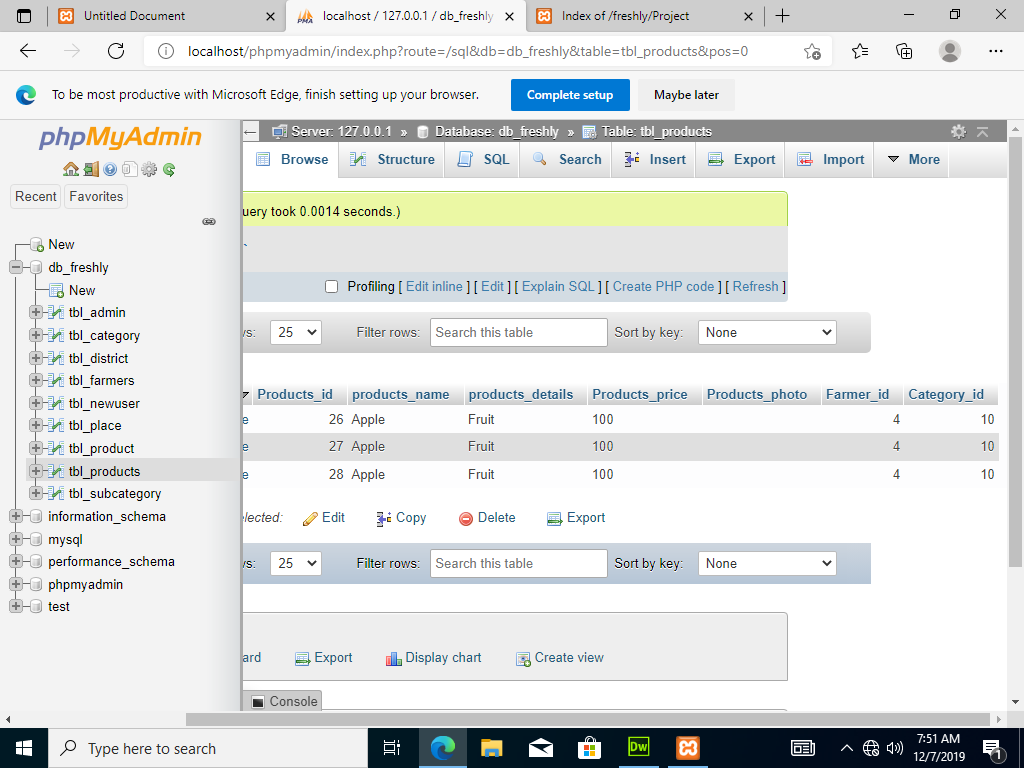 Untitled Document
localhost / 127.0.0.1 / db_freshly
Index of /freshly/Project
localhost/phpmyadmin/index.php?route=/sql&db=db_freshly&table=tbl_products&pos=0
To be most productive with Microsoft Edge, finish setting up your browser.
Complete setup
Maybe later
phpMyAdmin
Recent
Favorites
New
db_freshly
New
tbl_admin
tbl_category
tbl_district
tbl_farmers
tbl_newuser
tbl_place
tbl_product
tbl_products
tbl_subcategory
information_schema
mysql
performance_schema
phpmyadmin
test
Server: 127.0.0.1 » Database: db_freshly » Table: tbl_products
Browse Structure SQL Search Insert Export Import More
uery took 0.0014 seconds.)
Profiling [ Edit inline ] [ Edit ] [ Explain SQL ] [ Create PHP code ] [ Refresh ]
vs: 25 Filter rows: Search this table Sort by key: None
Products_id products_name products_details Products_price Products_photo Farmer_id Category_id
e 26 Apple Fruit 100 4 10
27 Apple Fruit 100 4 10
e 28 Apple Fruit 100 4 10
elected: Edit Copy Delete Export
vs: 25 Filter rows: Search this table Sort by key: None
ard Export Display chart Create view
Console
Type here to search
Dw
7:51 AM
12/7/2019
1